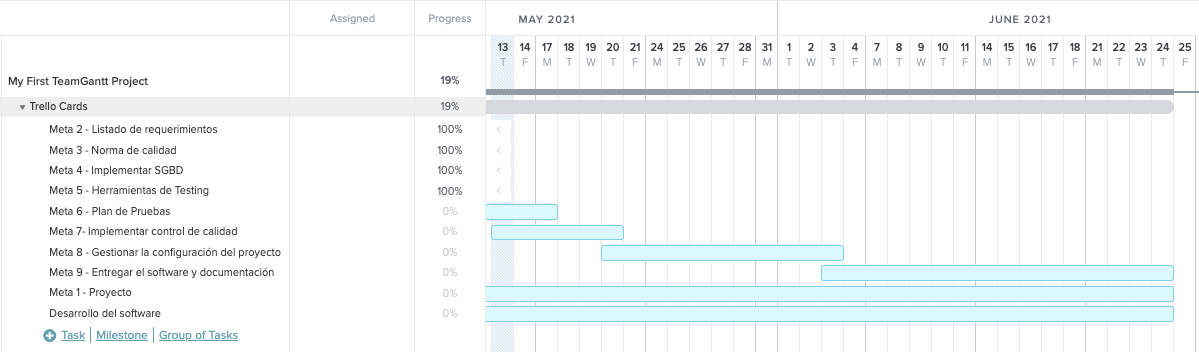 Assigned Progress MAY 2021 JUNE 2021
13 14 17 18 19 20 21 24 25 26 27 28 31 1 2 3 4 7 8 9 10 11 14 15 16 17 18 21 22 23 24 25
T F M T W T F M T W T F M T W T F M T W T F M T W T F M T W T F
My First TeamGantt Project 19%
Trello Cards 19%
Meta 2 - Listado de requerimientos 100%
Meta 3 - Norma de calidad 100%
Meta 4 - Implementar SGBD 100%
Meta 5 - Herramientas de Testing 100%
Meta 6 - Plan de Pruebas 0%
Meta 7- Implementar control de calidad 0%
Meta 8 - Gestionar la configuración del proyecto 0%
Meta 9 - Entregar el software y documentación 0%
Meta 1 - Proyecto 0%
Desarrollo del software 0%
Task | Milestone | Group of Tasks